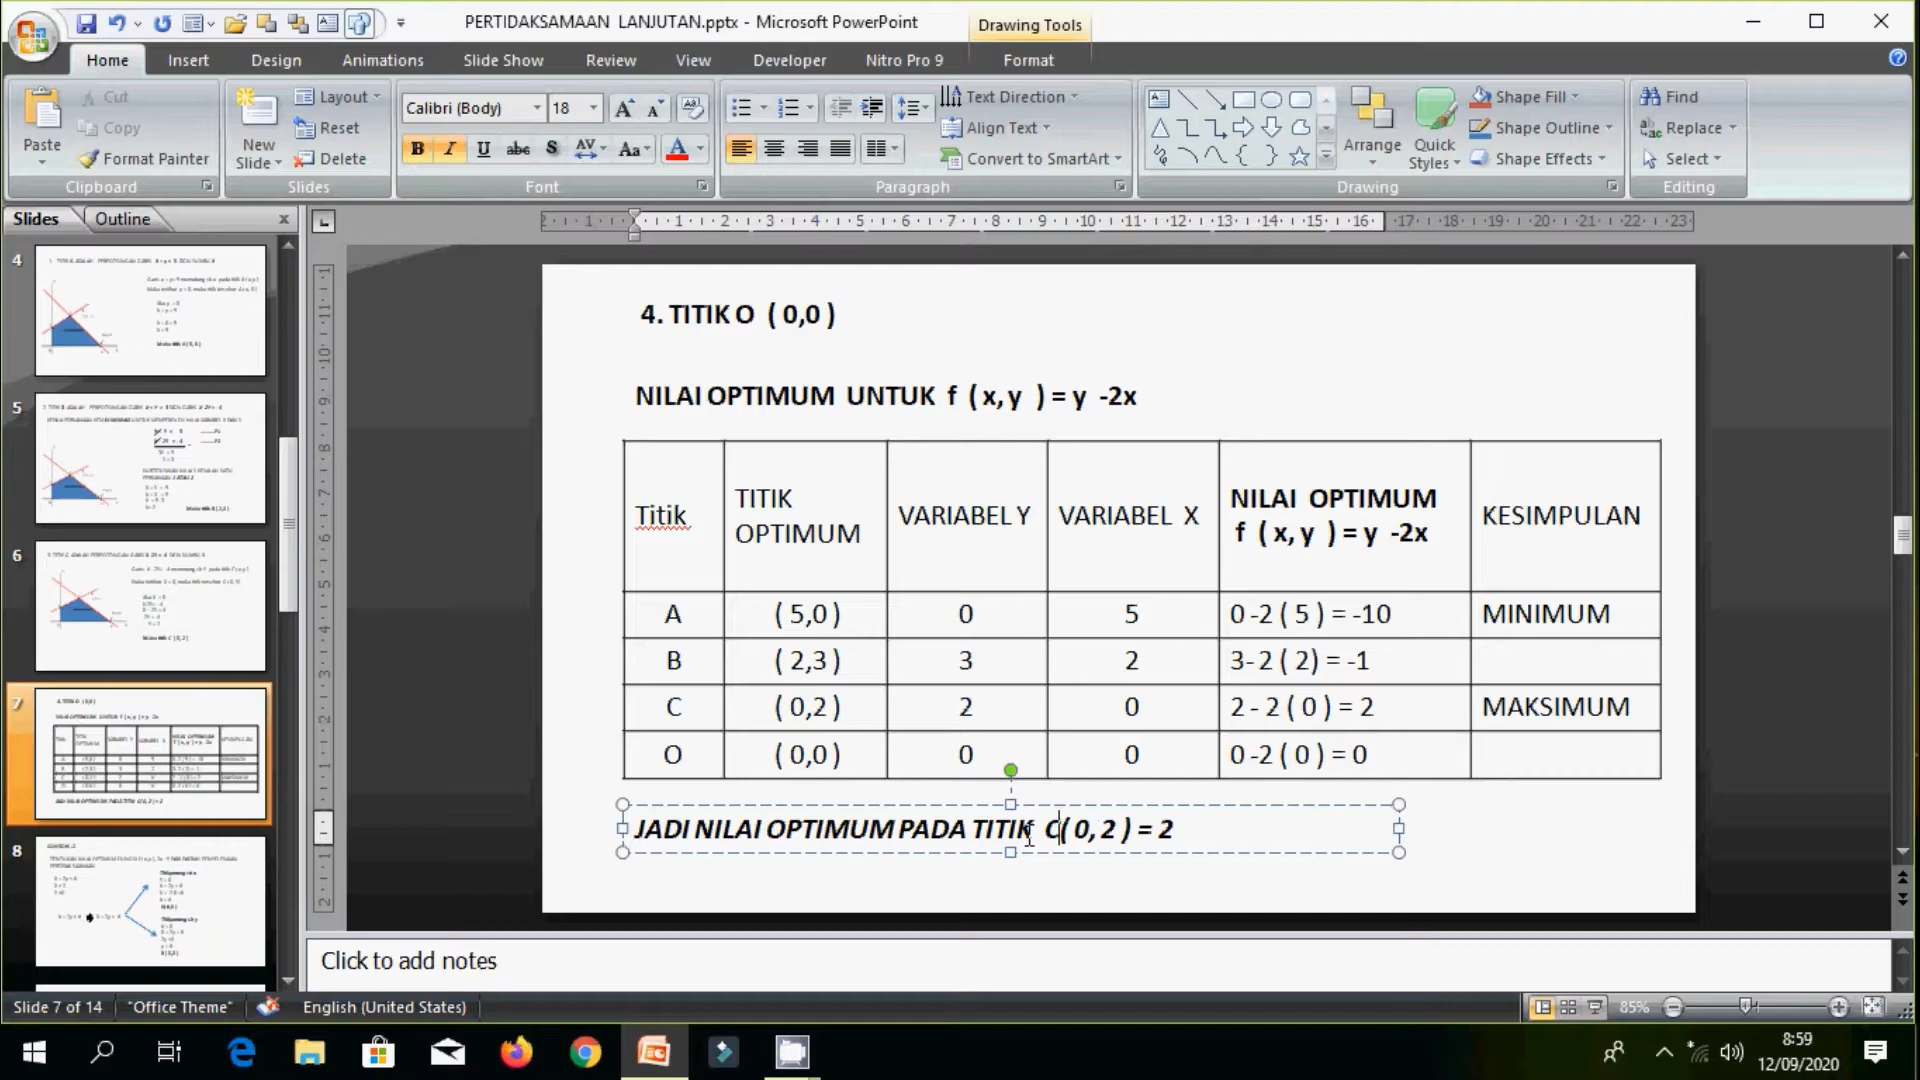 PERTIDAKSAMAAN LANJUTAN.pptx - Microsoft PowerPoint
Drawing Tools
Home
Insert
Design
Animations
Slide Show
Review
View
Developer
Nitro Pro 9
Format
Paste
Cut
Copy
Format Painter
Clipboard
New Slide
Layout
Reset
Delete
Slides
Calibri (Body)
18
Font
Text Direction
Align Text
Convert to SmartArt
Paragraph
Arrange
Quick Styles
Shape Fill
Shape Outline
Shape Effects
Drawing
Find
Replace
Select
Editing
Slides
Outline
4
5
6
7
8
4. TITIK O ( 0,0 )
NILAI OPTIMUM UNTUK f ( x, y ) = y -2x
Titik
TITIK OPTIMUM
VARIABEL Y
VARIABEL X
NILAI OPTIMUM
f ( x, y ) = y -2x
KESIMPULAN
A ( 5,0 ) 0 5 0 -2 ( 5 ) = -10 MINIMUM
B ( 2,3 ) 3 2 3- 2 ( 2) = -1
C ( 0,2 ) 2 0 2 - 2 ( 0 ) = 2 MAKSIMUM
O ( 0,0 ) 0 0 0 -2 ( 0 ) = 0
JADI NILAI OPTIMUM PADA TITIK C( 0, 2 ) = 2
Click to add notes
Slide 7 of 14
"Office Theme"
English (United States)
85%
8:59
12/09/2020